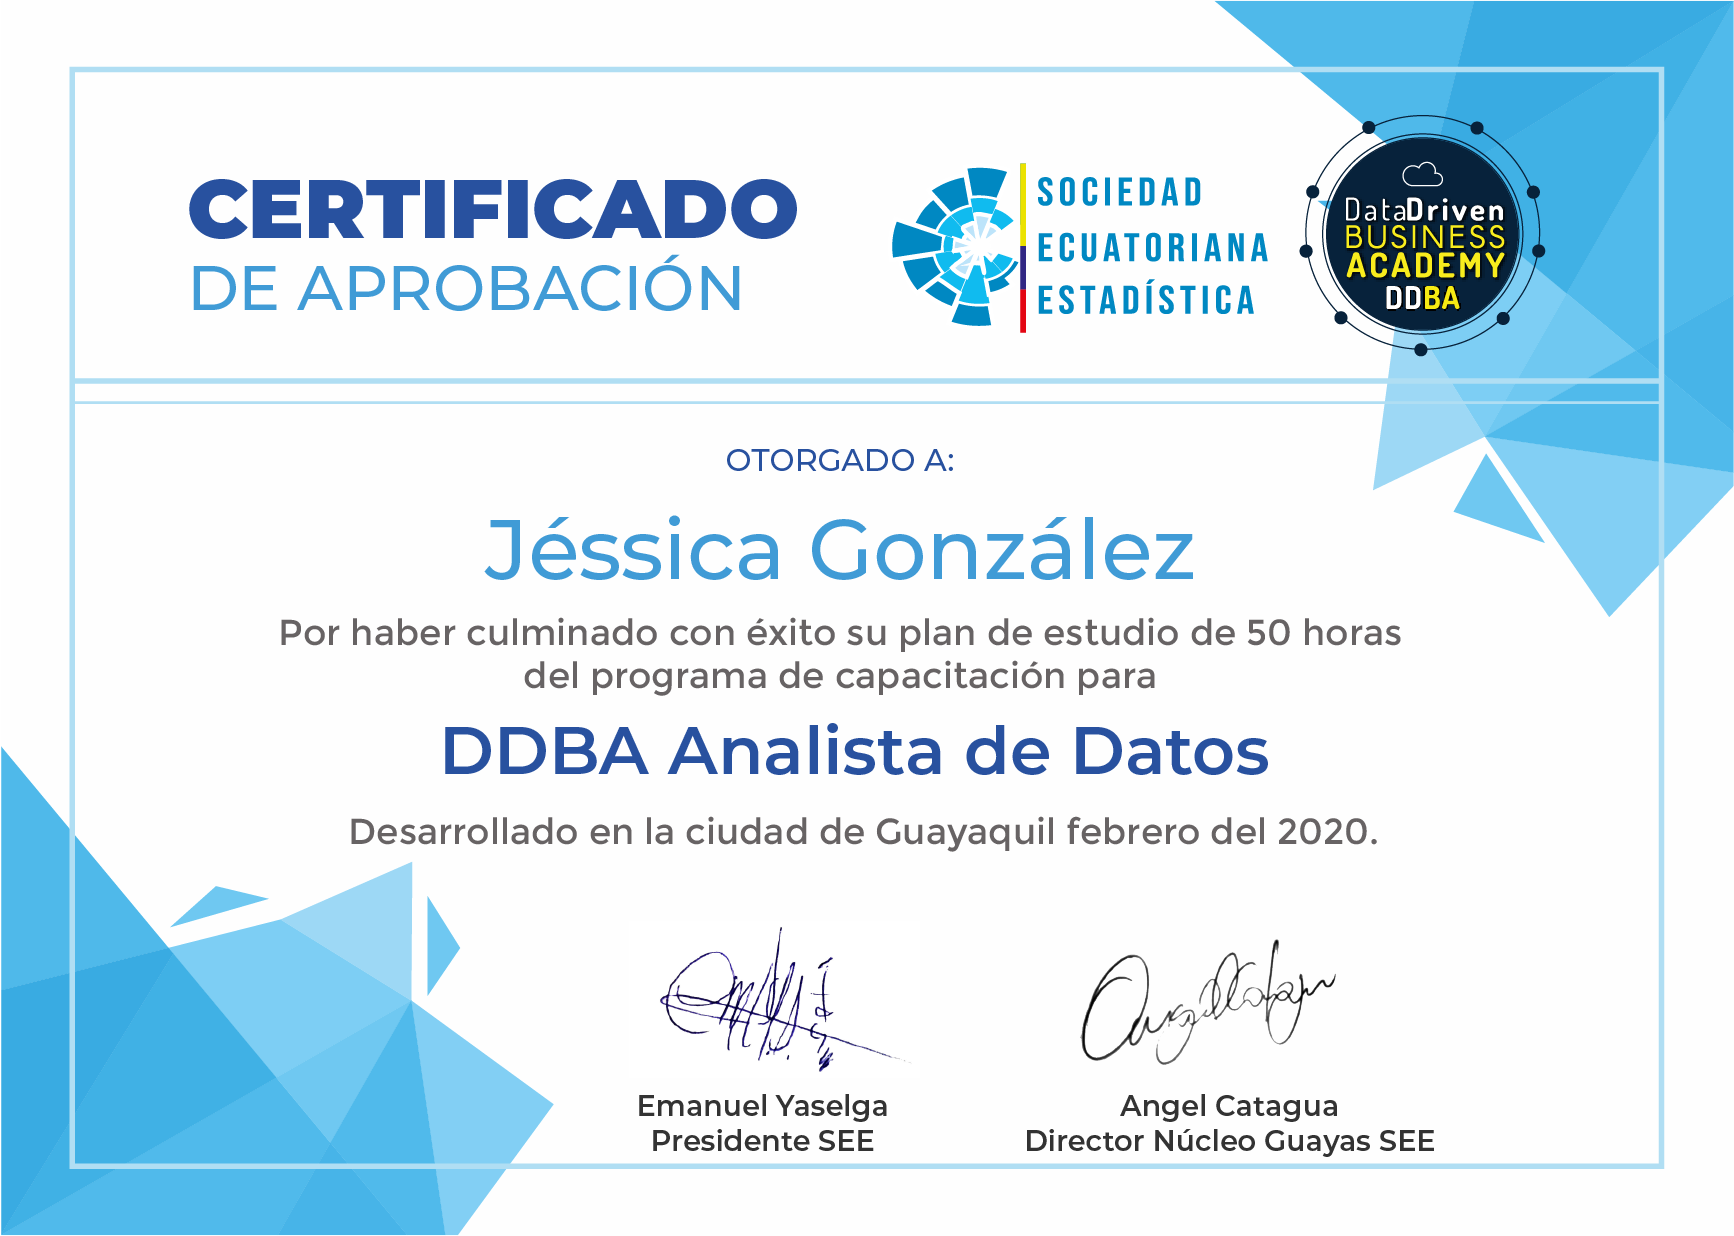 CERTIFICADO
DE APROBACIÓN
SOCIEDAD
ECUATORIANA
ESTADÍSTICA
DataDriven
BUSINESS
ACADEMY
DDBA
OTORGADO A:
Jéssica González
Por haber culminado con éxito su plan de estudio de 50 horas
del programa de capacitación para
DDBA Analista de Datos
Desarrollado en la ciudad de Guayaquil febrero del 2020.
Emanuel Yaselga
Presidente SEE
Angel Catagua
Director Núcleo Guayas SEE